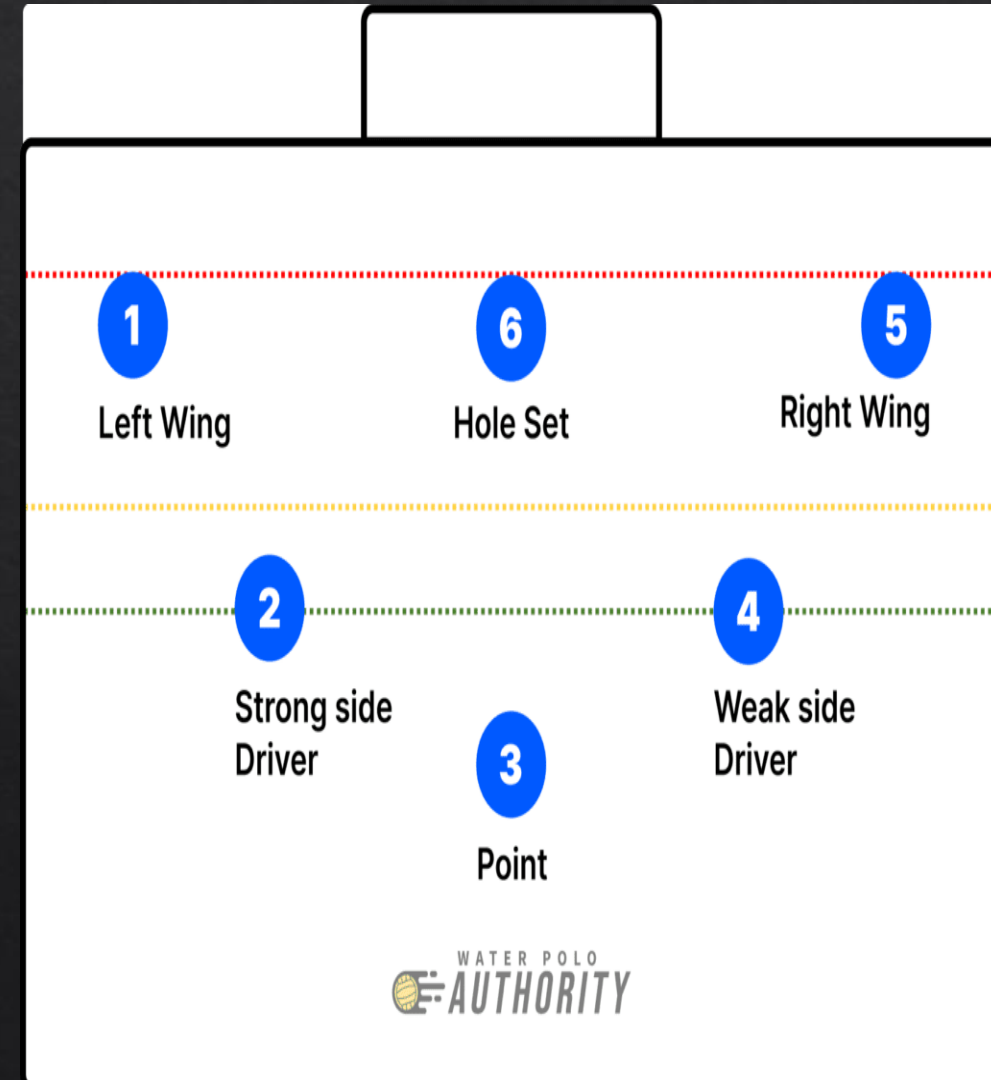 1
6
5
Left Wing
Hole Set
Right Wing
2
4
Strong side
Driver
Weak side
Driver
3
Point
WATER POLO
AUTHORITY